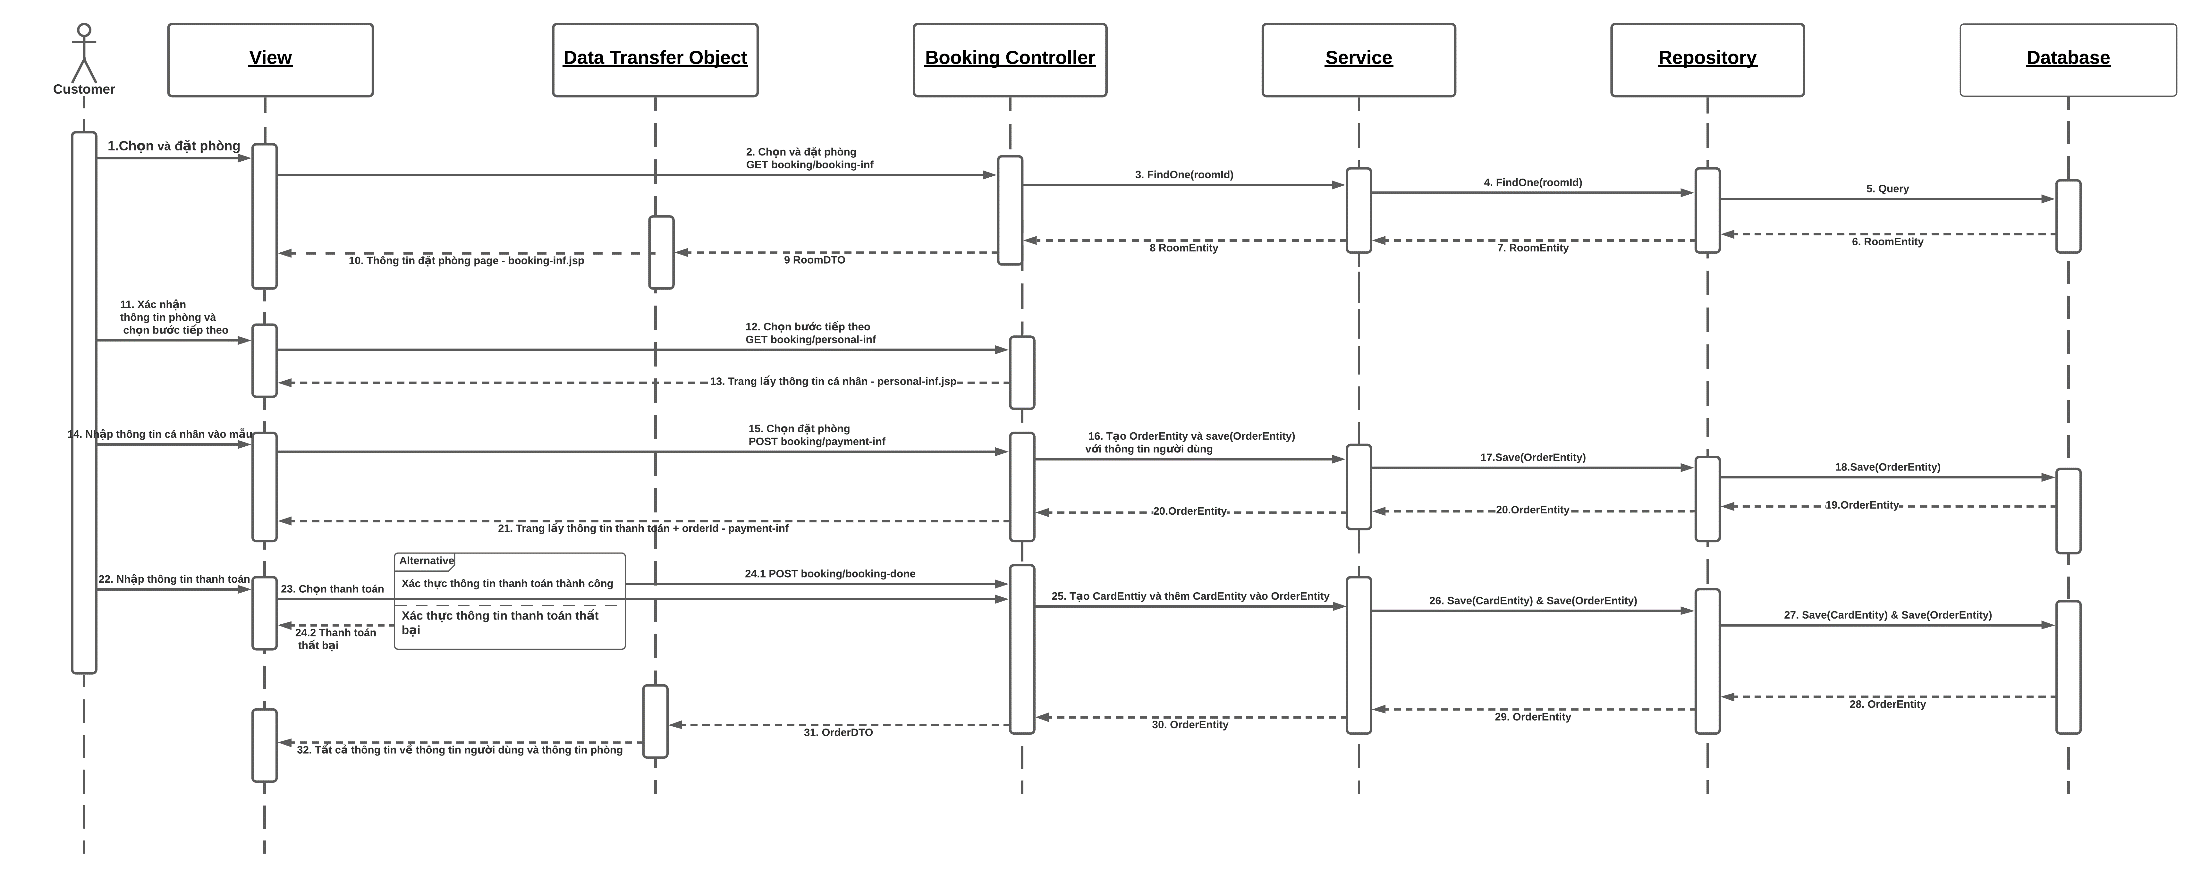 View
Data Transfer Object
Booking Controller
Service
Repository
Database
Customer
1.Chọn và đặt phòng
2. Chọn và đặt phòng
GET booking/booking-inf
3. FindOne(roomId)
4. FindOne(roomId)
5. Query
6. RoomEntity
7. RoomEntity
8 RoomEntity
9 RoomDTO
10. Thông tin đặt phòng page - booking-inf.jsp
11. Xác nhận
thông tin phòng và
chọn bước tiếp theo
12. Chọn bước tiếp theo
GET booking/personal-inf
13. Trang lấy thông tin cá nhân - personal-inf.jsp
14. Nhập thông tin cá nhân vào mẫu
15. Chọn đặt phòng
POST booking/payment-inf
16. Tạo OrderEntity và save(OrderEntity)
với thông tin người dùng
17.Save(OrderEntity)
18.Save(OrderEntity)
19.OrderEntity
20.OrderEntity
20.OrderEntity
21. Trang lấy thông tin thanh toán + orderId - payment-inf
22. Nhập thông tin thanh toán
23. Chọn thanh toán
Alternative
Xác thực thông tin thanh toán thành công
Xác thực thông tin thanh toán thất
bại
24.1 POST booking/booking-done
24.2 Thanh toán
thất bại
25. Tạo CardEnttiy và thêm CardEntity vào OrderEntity
26. Save(CardEntity) & Save(OrderEntity)
27. Save(CardEntity) & Save(OrderEntity)
28. OrderEntity
29. OrderEntity
30. OrderEntity
31. OrderDTO
32. Tất cả thông tin về thông tin người dùng và thông tin phòng